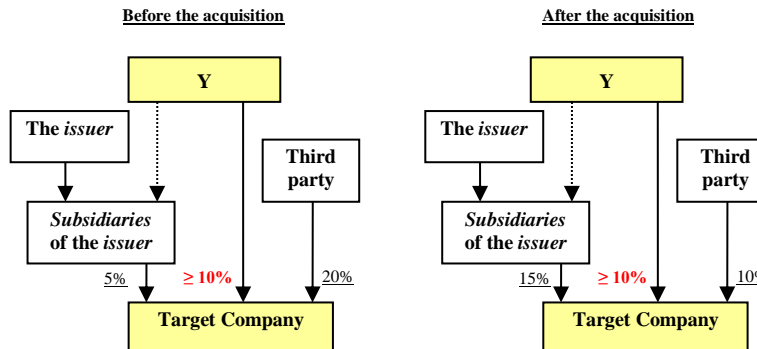 Before the acquisition
Y
The issuer
Third
party
Subsidiaries
of the issuer
5%
≥ 10%
20%
Target Company
After the acquisition
Y
The issuer
Third
party
Subsidiaries
of the issuer
15%
≥ 10%
10%
Target Company